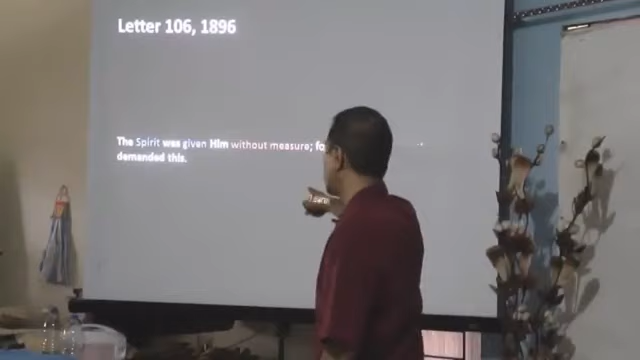 Letter 106, 1896
The Spirit was given Him without measure; fo
demanded this.